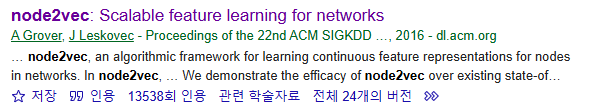 node2vec: Scalable feature learning for networks
A Grover, J Leskovec - Proceedings of the 22nd ACM SIGKDD …, 2016 - dl.acm.org
… node2vec, an algorithmic framework for learning continuous feature representations for nodes
in networks. In node2vec, … We demonstrate the efficacy of node2vec over existing state-of…
저장 인용 13538회 인용 관련 학술자료 전체 24개의 버전